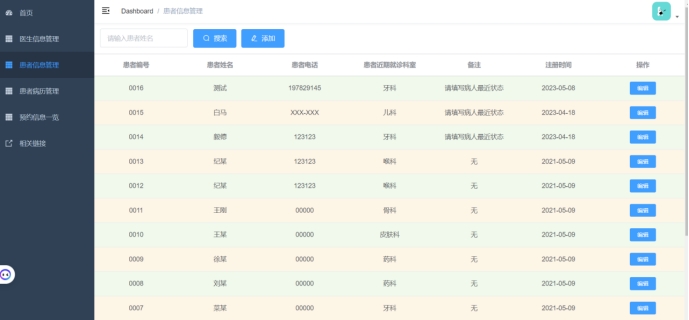 首页
医生信息管理
患者信息管理
患者病历管理
预约信息一览
相关链接
Dashboard / 患者信息管理
请输入患者姓名 搜索 添加
患者编号 患者姓名 患者电话 患者近期就诊科室 备注 注册时间 操作
0016 测试 197829145 牙科 请填写病人最近状态 2023-05-08 编辑
0015 白马 XXX-XXX 儿科 请填写病人最近状态 2023-04-18 编辑
0014 123123 牙科 请填写病人最近状态 2023-04-18 编辑
0013 纪某 123123 喉科 无 2021-05-09 编辑
0012 纪某 123123 喉科 无 2021-05-09 编辑
0011 王刚 00000 骨科 无 2021-05-09 编辑
0010 王某 00000 皮肤科 无 2021-05-09 编辑
0009 徐某 00000 药科 无 2021-05-09 编辑
0008 刘某 00000 药科 无 2021-05-09 编辑
0007 范某 00000 牙科 无 2021-05-09 编辑